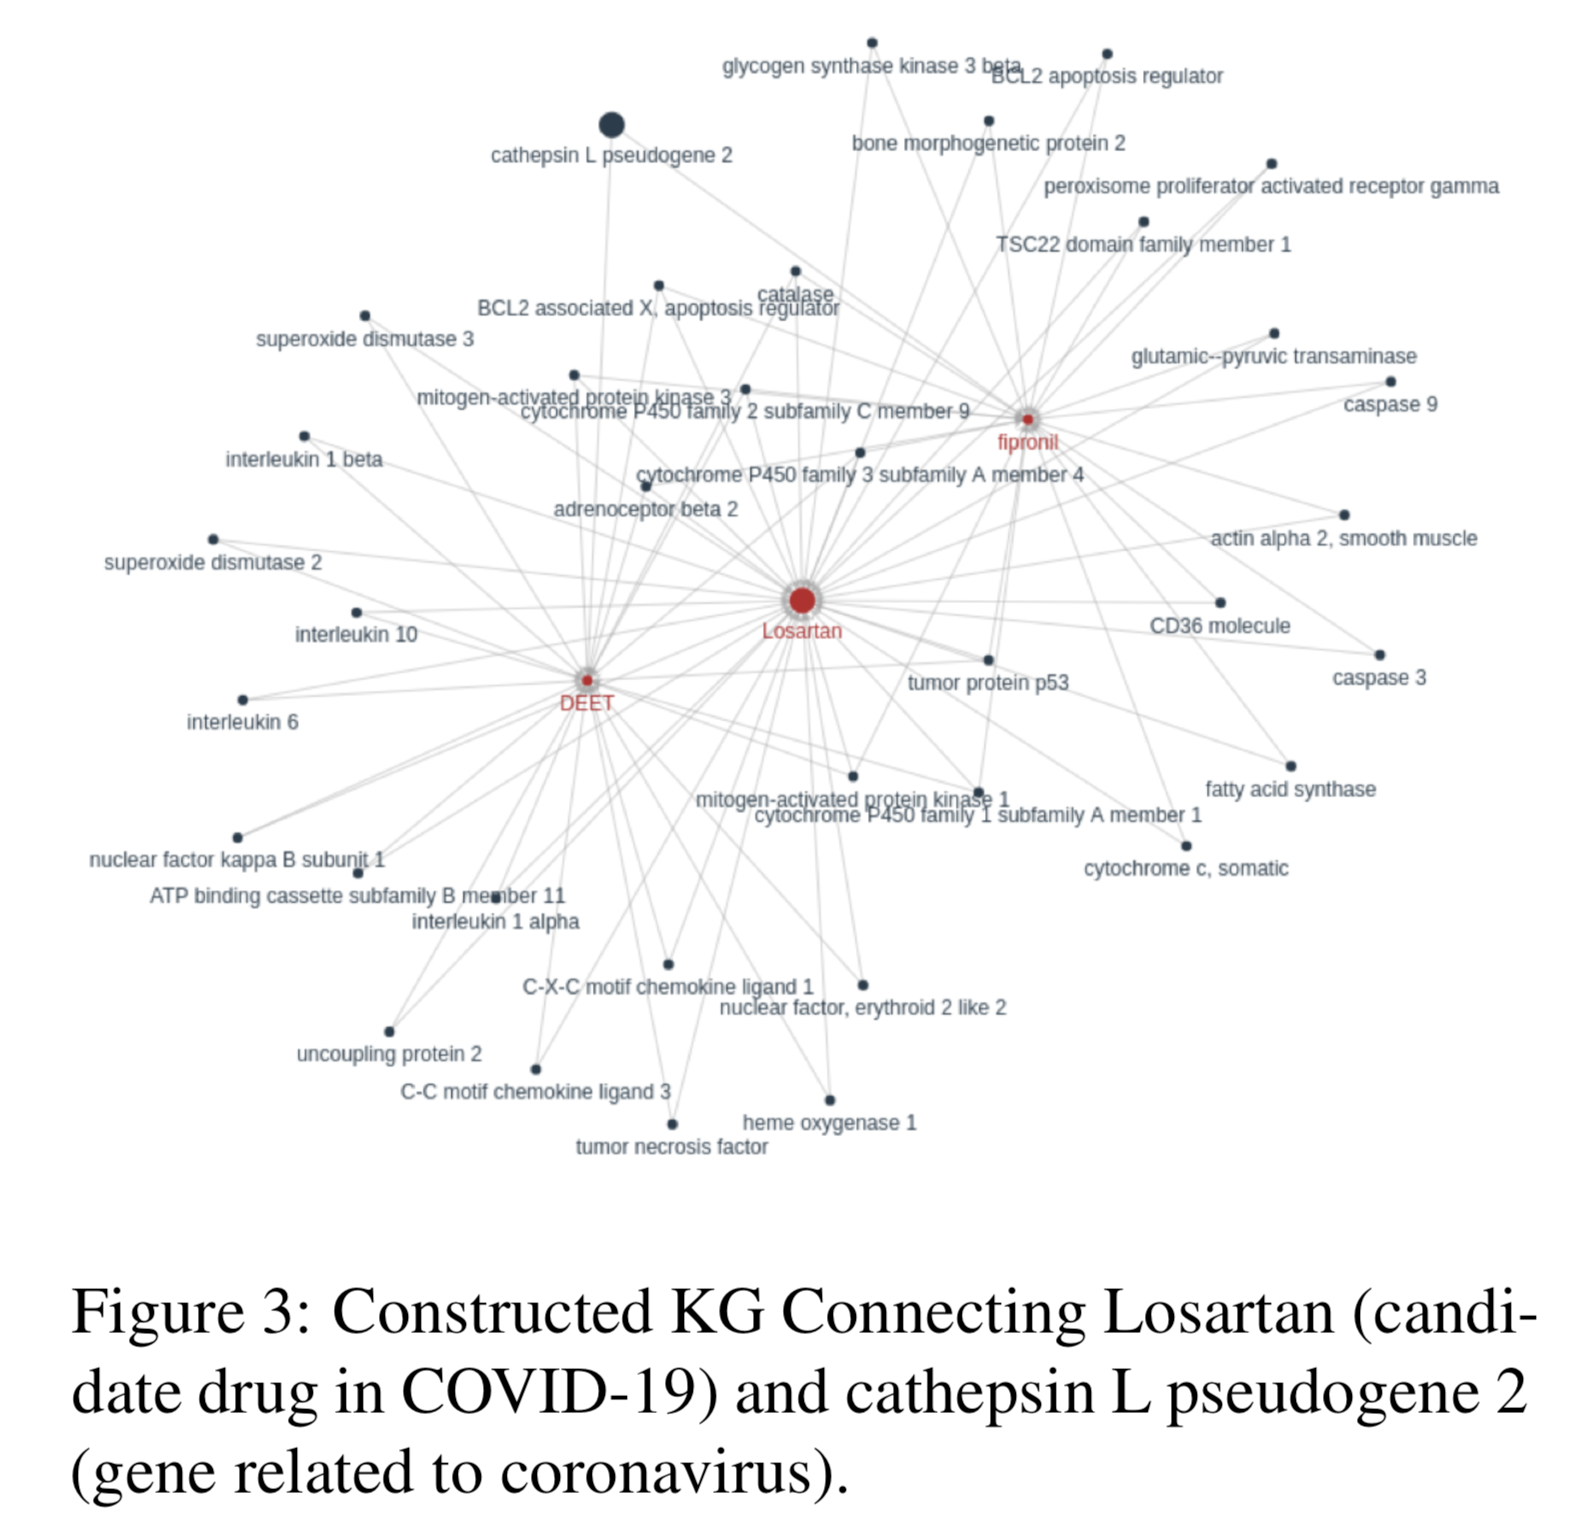 glycogen synthase kinase 3 beta
BCL2 apoptosis regulator
bone morphogenetic protein 2
cathepsin L pseudogene 2
peroxisome proliferator activated receptor gamma
TSC22 domain family member 1
catalase
BCL2 associated X, apoptosis regulator
superoxide dismutase 3
glutamic--pyruvic transaminase
mitogen-activated protein kinase 3
caspase 9
cytochrome P450 family 2 subfamily C member 9
fipronil
interleukin 1 beta
cytochrome P450 family 3 subfamily A member 4
adrenoceptor beta 2
actin alpha 2, smooth muscle
superoxide dismutase 2
CD36 molecule
Losartan
interleukin 10
caspase 3
tumor protein p53
DEET
interleukin 6
fatty acid synthase
mitogen-activated protein kinase 1
cytochrome P450 family 1 subfamily A member 1
nuclear factor kappa B subunit 1
cytochrome c, somatic
ATP binding cassette subfamily B member 11
interleukin 1 alpha
C-X-C motif chemokine ligand 1
nuclear factor, erythroid 2 like 2
uncoupling protein 2
C-C motif chemokine ligand 3
heme oxygenase 1
tumor necrosis factor
Figure 3: Constructed KG Connecting Losartan (candi-
date drug in COVID-19) and cathepsin L pseudogene 2
(gene related to coronavirus).